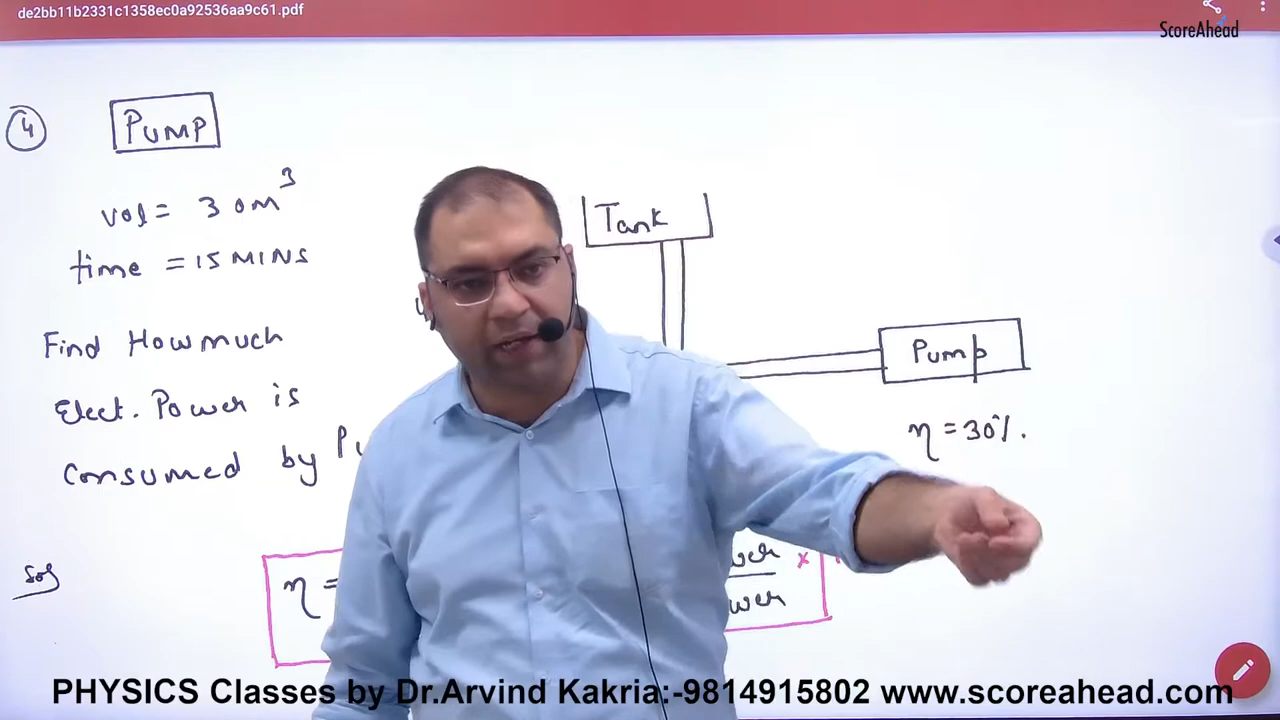 de2bb11b2331c1358ec0a92536aa9c61.pdf
ScoreAhead
4 PUMP
Vol = 30m³
time = 15 MINS
Find How much
Elect. Power is
Consumed by
Tank
Pump
η = 30%.
Sol
η =
PHYSICS Classes by Dr.Arvind Kakria:-9814915802 www.scoreahead.com